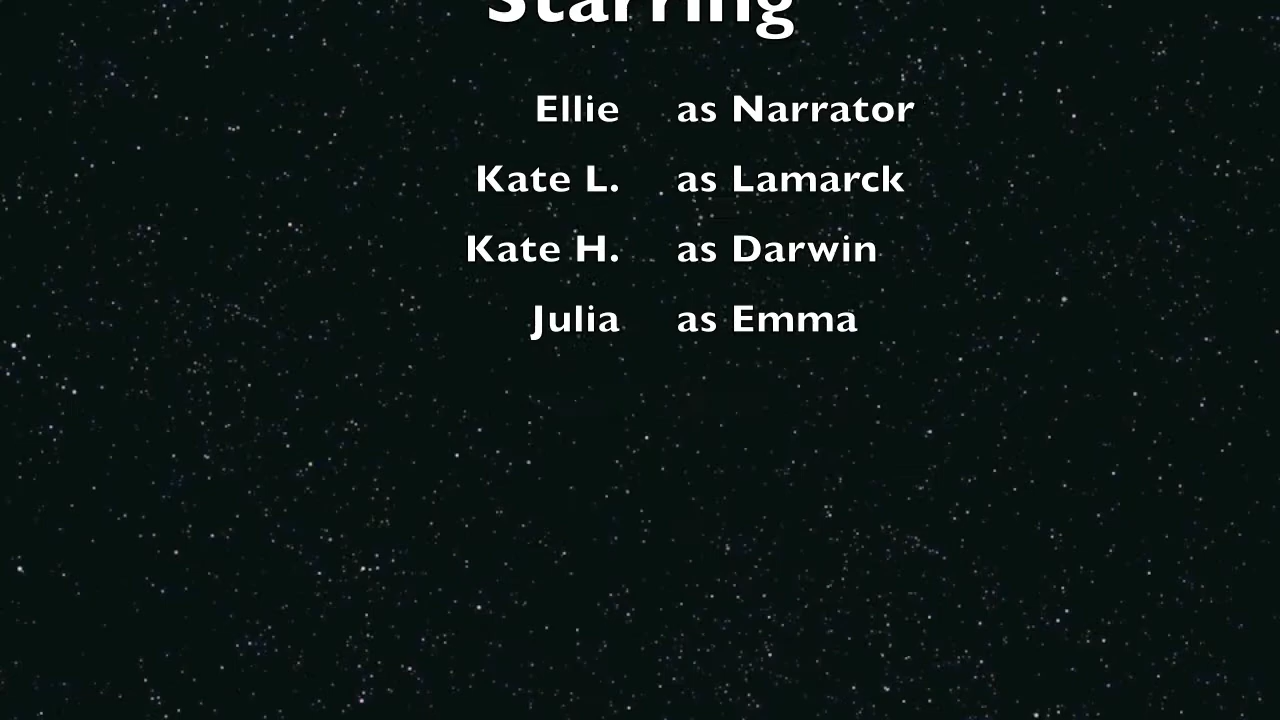 Starring
Ellie as Narrator
Kate L. as Lamarck
Kate H. as Darwin
Julia as Emma